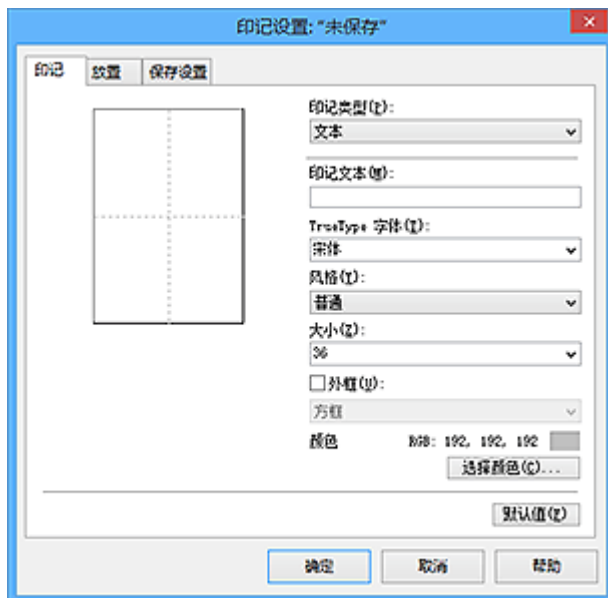 印记设置: "未保存"
印记
放置
保存设置
印记类型(P):
文本
印记文本(M):
TrueType 字体(T):
宋体
风格(Y):
普通
大小(Z):
36
外框(U):
方框
颜色 RGB: 192, 192, 192
选择颜色(C)...
默认值(F)
确定 取消 帮助